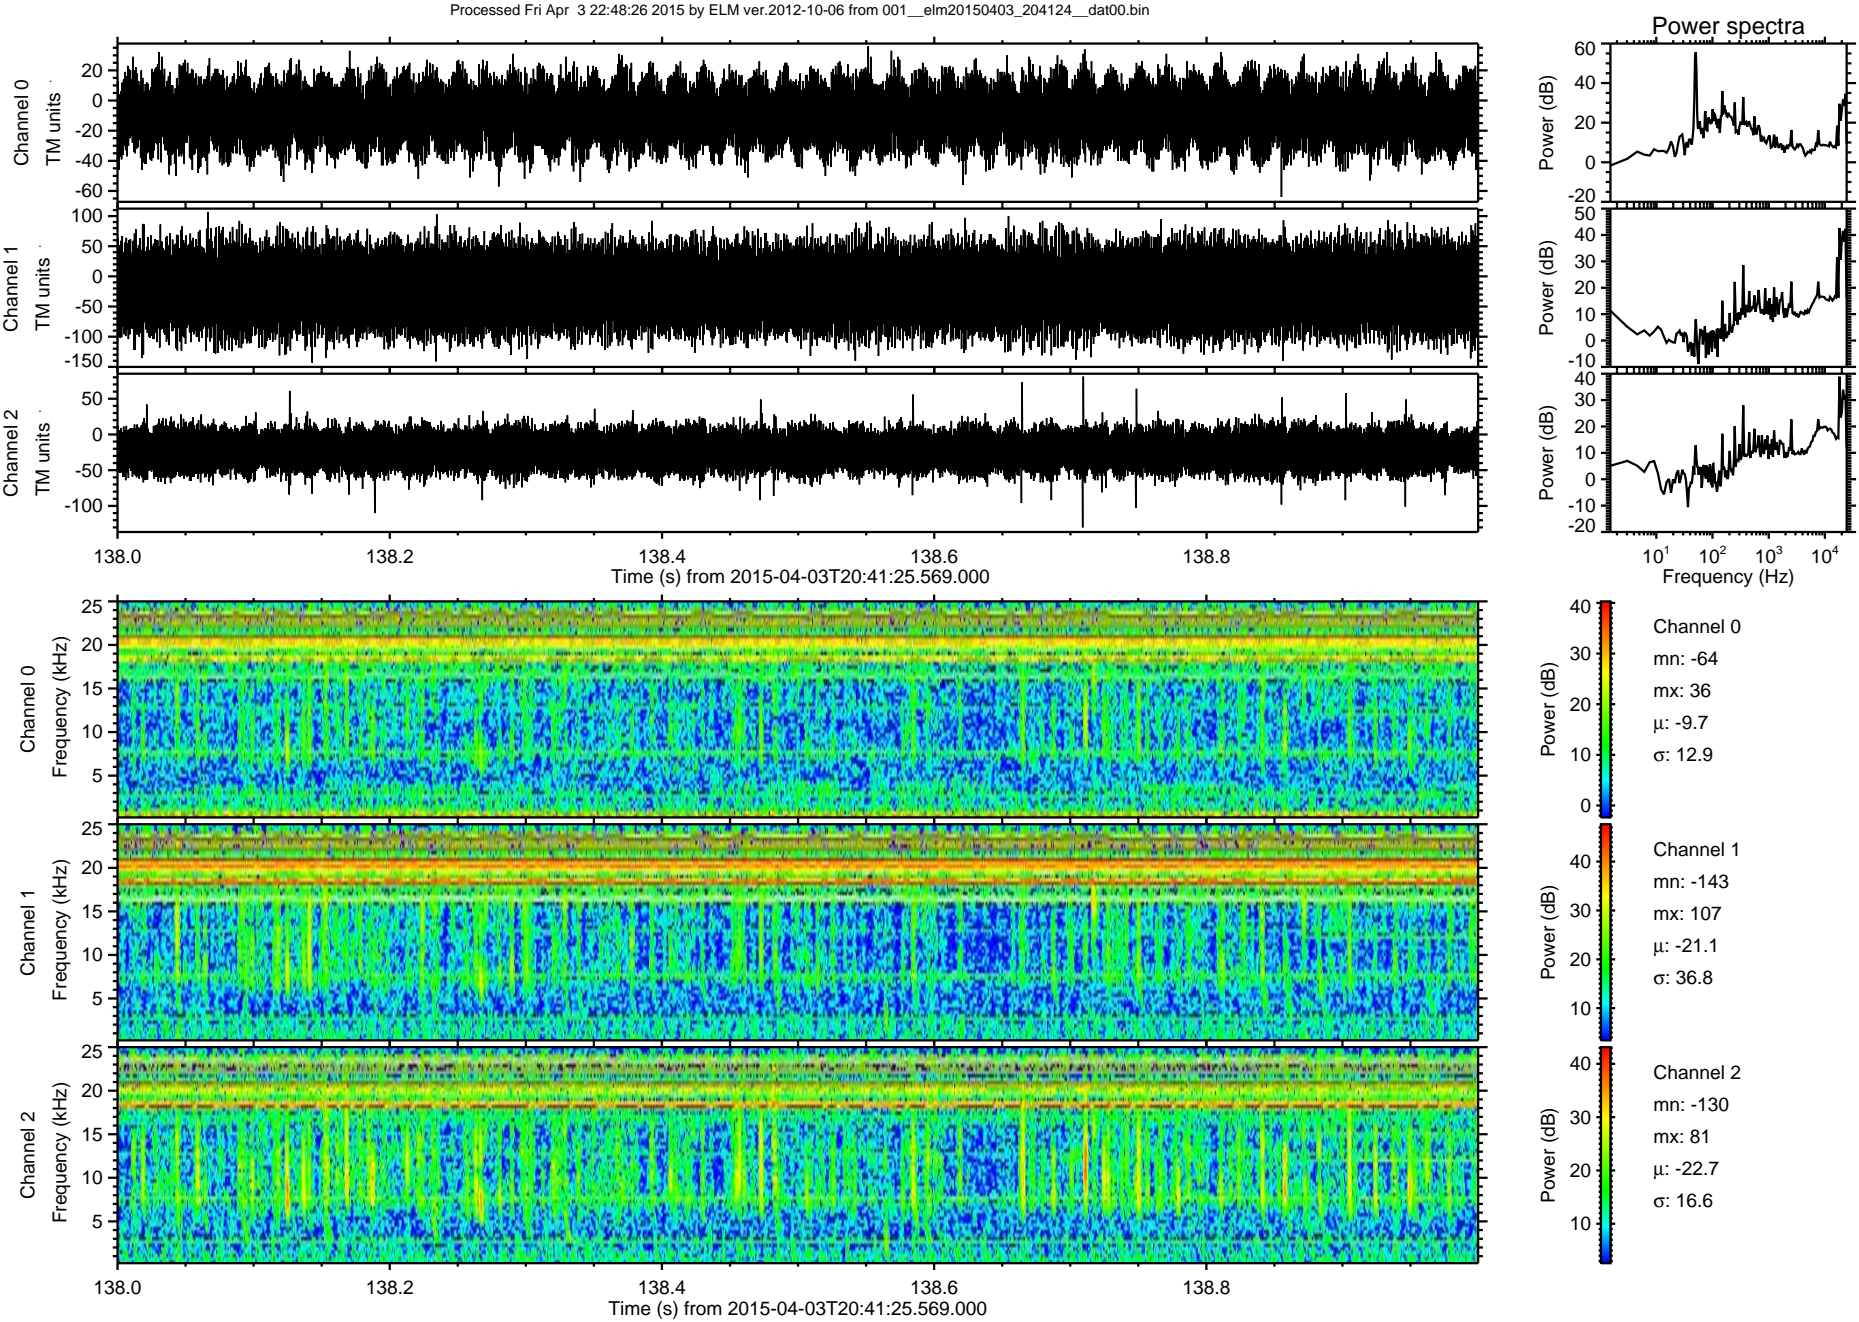 Processed Fri Apr  3 22:48:26 2015 by ELM ver.2012-10-06 from 001__elm20150403_204124__dat00.bin
Power spectra
Channel 0
TM units
20
0
-20
-40
-60
Power (dB)
60
40
20
0
-20
Channel 1
TM units
100
50
0
-50
-100
-150
Power (dB)
50
40
30
20
10
0
-10
Channel 2
TM units
50
0
-50
-100
Power (dB)
40
30
20
10
0
-10
-20
138.0
138.2
138.4
138.6
138.8
Time (s) from 2015-04-03T20:41:25.569.000
10¹
10²
10³
10⁴
Frequency (Hz)
Channel 0
Frequency (kHz)
25
20
15
10
5
Power (dB)
40
30
20
10
0
Channel 0
mn: -64
mx: 36
μ: -9.7
σ: 12.9
Channel 1
Frequency (kHz)
25
20
15
10
5
Power (dB)
40
30
20
10
Channel 1
mn: -143
mx: 107
μ: -21.1
σ: 36.8
Channel 2
Frequency (kHz)
25
20
15
10
5
Power (dB)
40
30
20
10
Channel 2
mn: -130
mx: 81
μ: -22.7
σ: 16.6
138.0
138.2
138.4
138.6
138.8
Time (s) from 2015-04-03T20:41:25.569.000